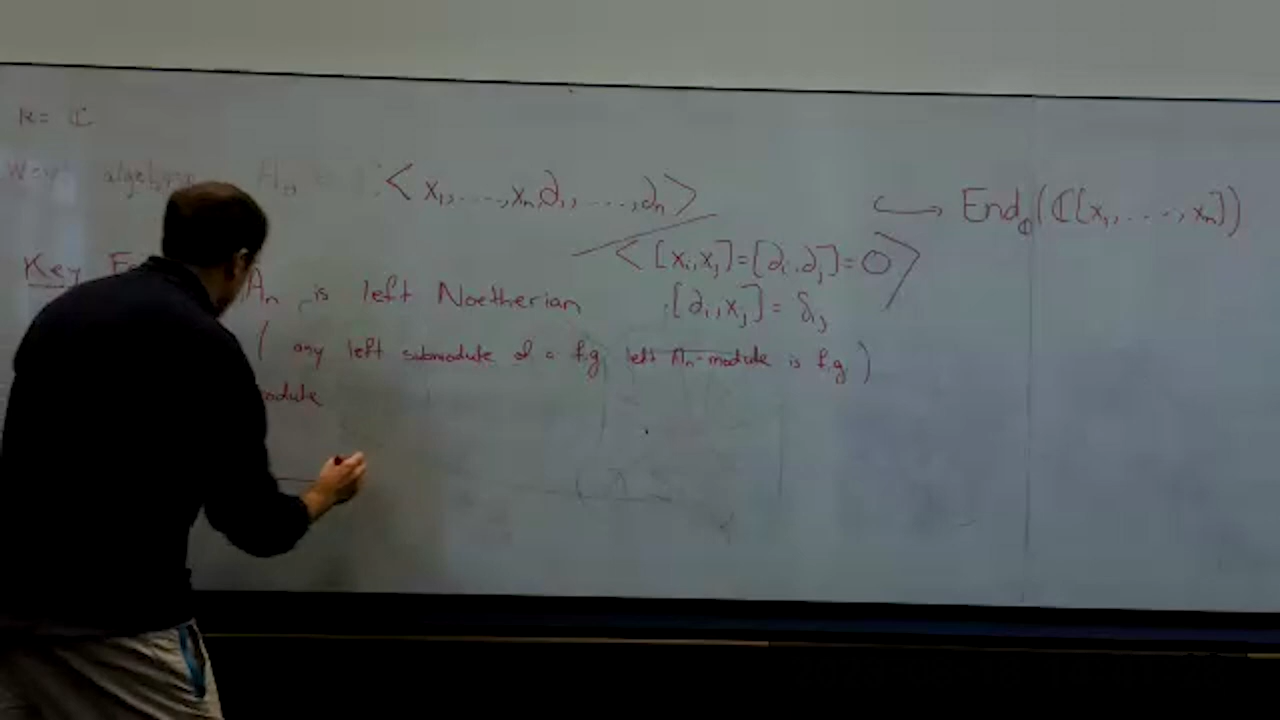 k = ℂ
Weyl algebra A_n = ℂ<x_1, ..., x_n, ∂_1, ..., ∂_n> ↪ End_ℂ(ℂ[x_1, ..., x_n])
<[x_i, x_j] = [∂_i, ∂_j] = 0
[∂_i, x_j] = δ_ij>
Key A_n is left Noetherian
(any left submodule of a f.g. left A_n-module is f.g.)